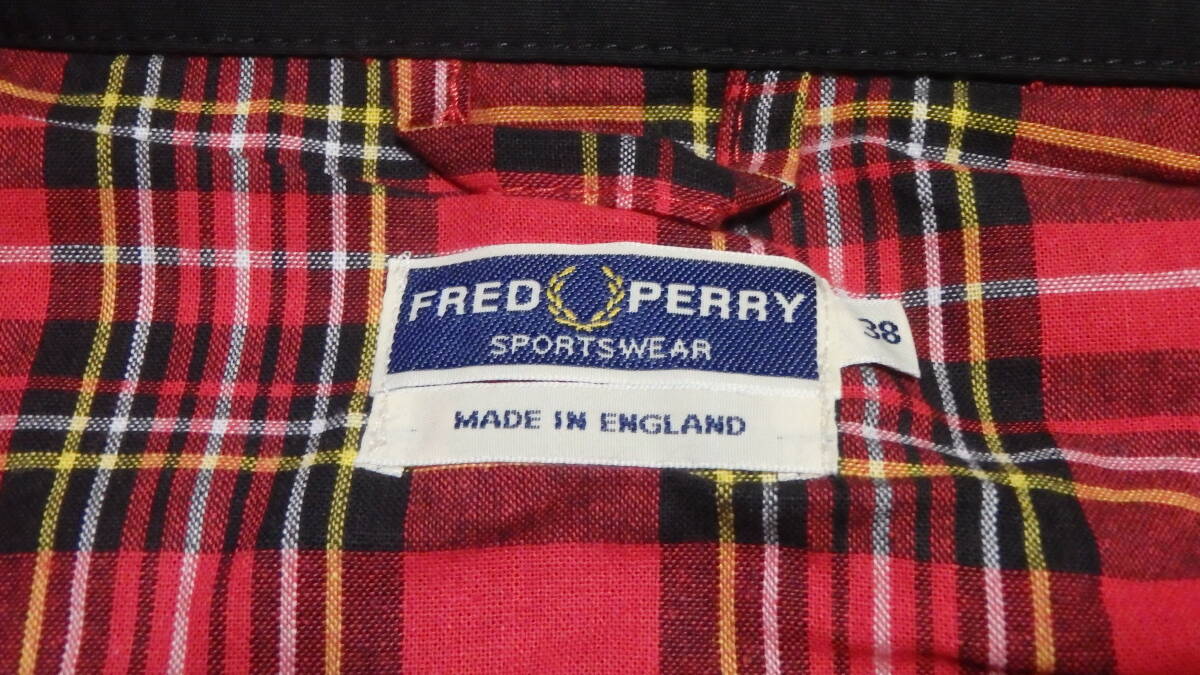 FRED PERRY
SPORTSWEAR
38
MADE IN ENGLAND